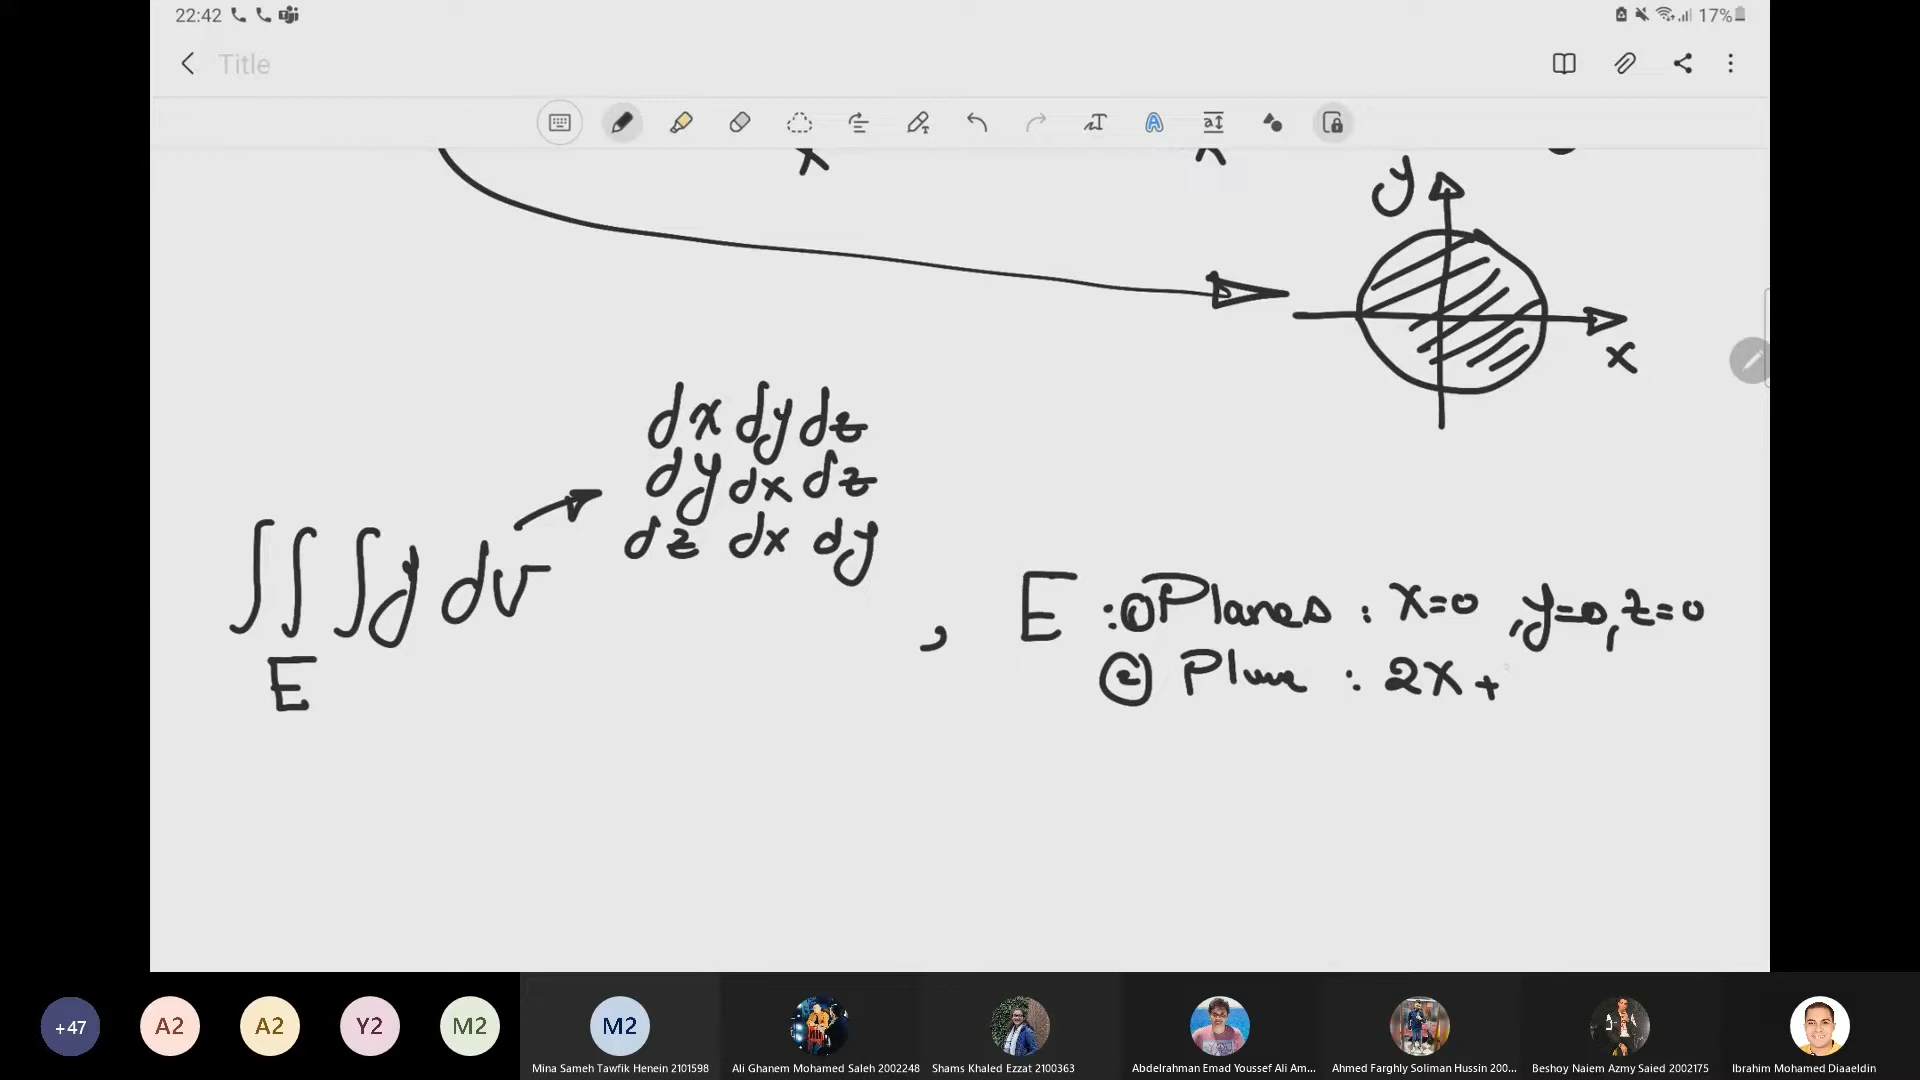 22:42
17%
Title
x
y
x
dx dy dz
dy dx dz
dz dx dy
∫∫∫ y dv , E : ① Planes : x=0 , y=0, z=0
E
② Plane : 2x +
+47
A2
A2
Y2
M2
M2
Mina Sameh Tawfik Henein 2101598
Ali Ghanem Mohamed Saleh 2002248
Shams Khaled Ezzat 2100363
Abdelrahman Emad Youssef Ali Am...
Ahmed Farghly Soliman Hussin 200...
Beshoy Naiem Azmy Saied 2002175
Ibrahim Mohamed Diaaeldin